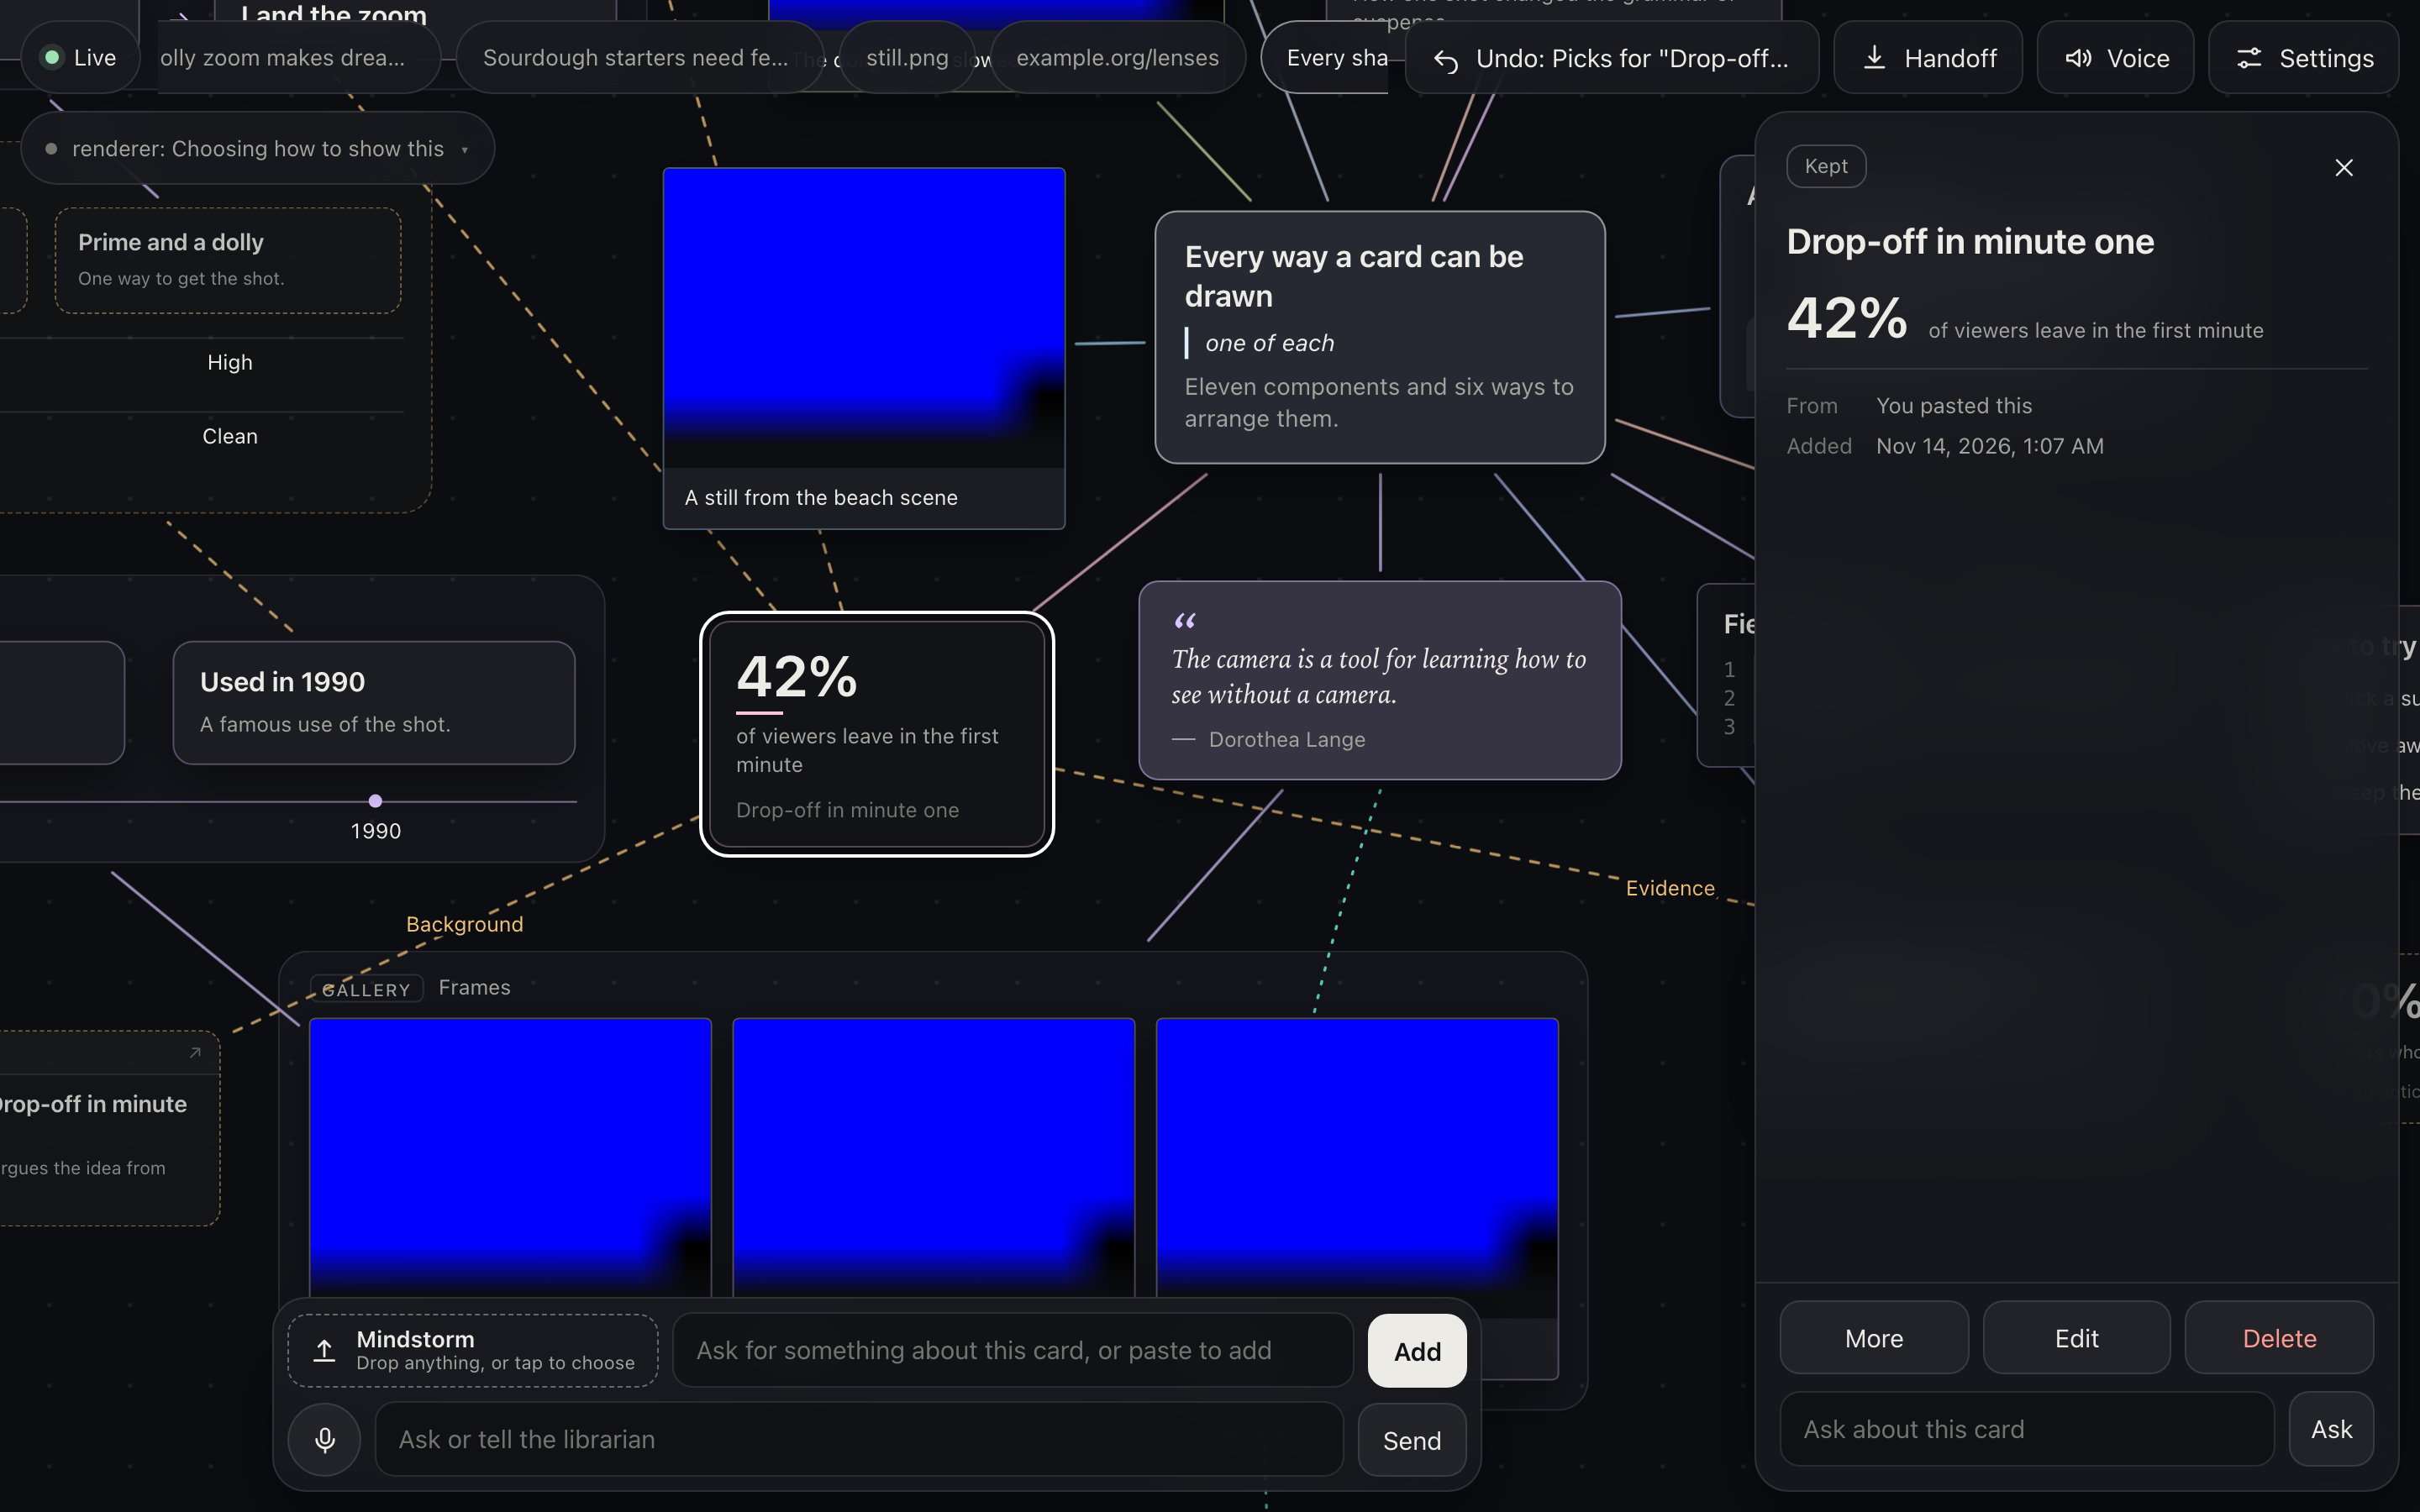 Land the zoom
suspense
Live
olly zoom makes drea...
Sourdough starters need fe...
still.png
example.org/lenses
Every sha
Undo: Picks for "Drop-off...
Handoff
Voice
Settings
renderer: Choosing how to show this
Prime and a dolly
One way to get the shot.
High
Clean
A still from the beach scene
Every way a card can be
drawn
one of each
Eleven components and six ways to
arrange them.
Used in 1990
A famous use of the shot.
1990
42%
of viewers leave in the first
minute
Drop-off in minute one
“
The camera is a tool for learning how to
see without a camera.
— Dorothea Lange
Fie
1
2
3
Background
Evidence
GALLERY Frames
Drop-off in minute
rgues the idea from
Kept
Drop-off in minute one
42% of viewers leave in the first minute
From You pasted this
Added Nov 14, 2026, 1:07 AM
to try
0%
More
Edit
Delete
Ask about this card
Ask
Mindstorm
Drop anything, or tap to choose
Ask for something about this card, or paste to add
Add
Ask or tell the librarian
Send